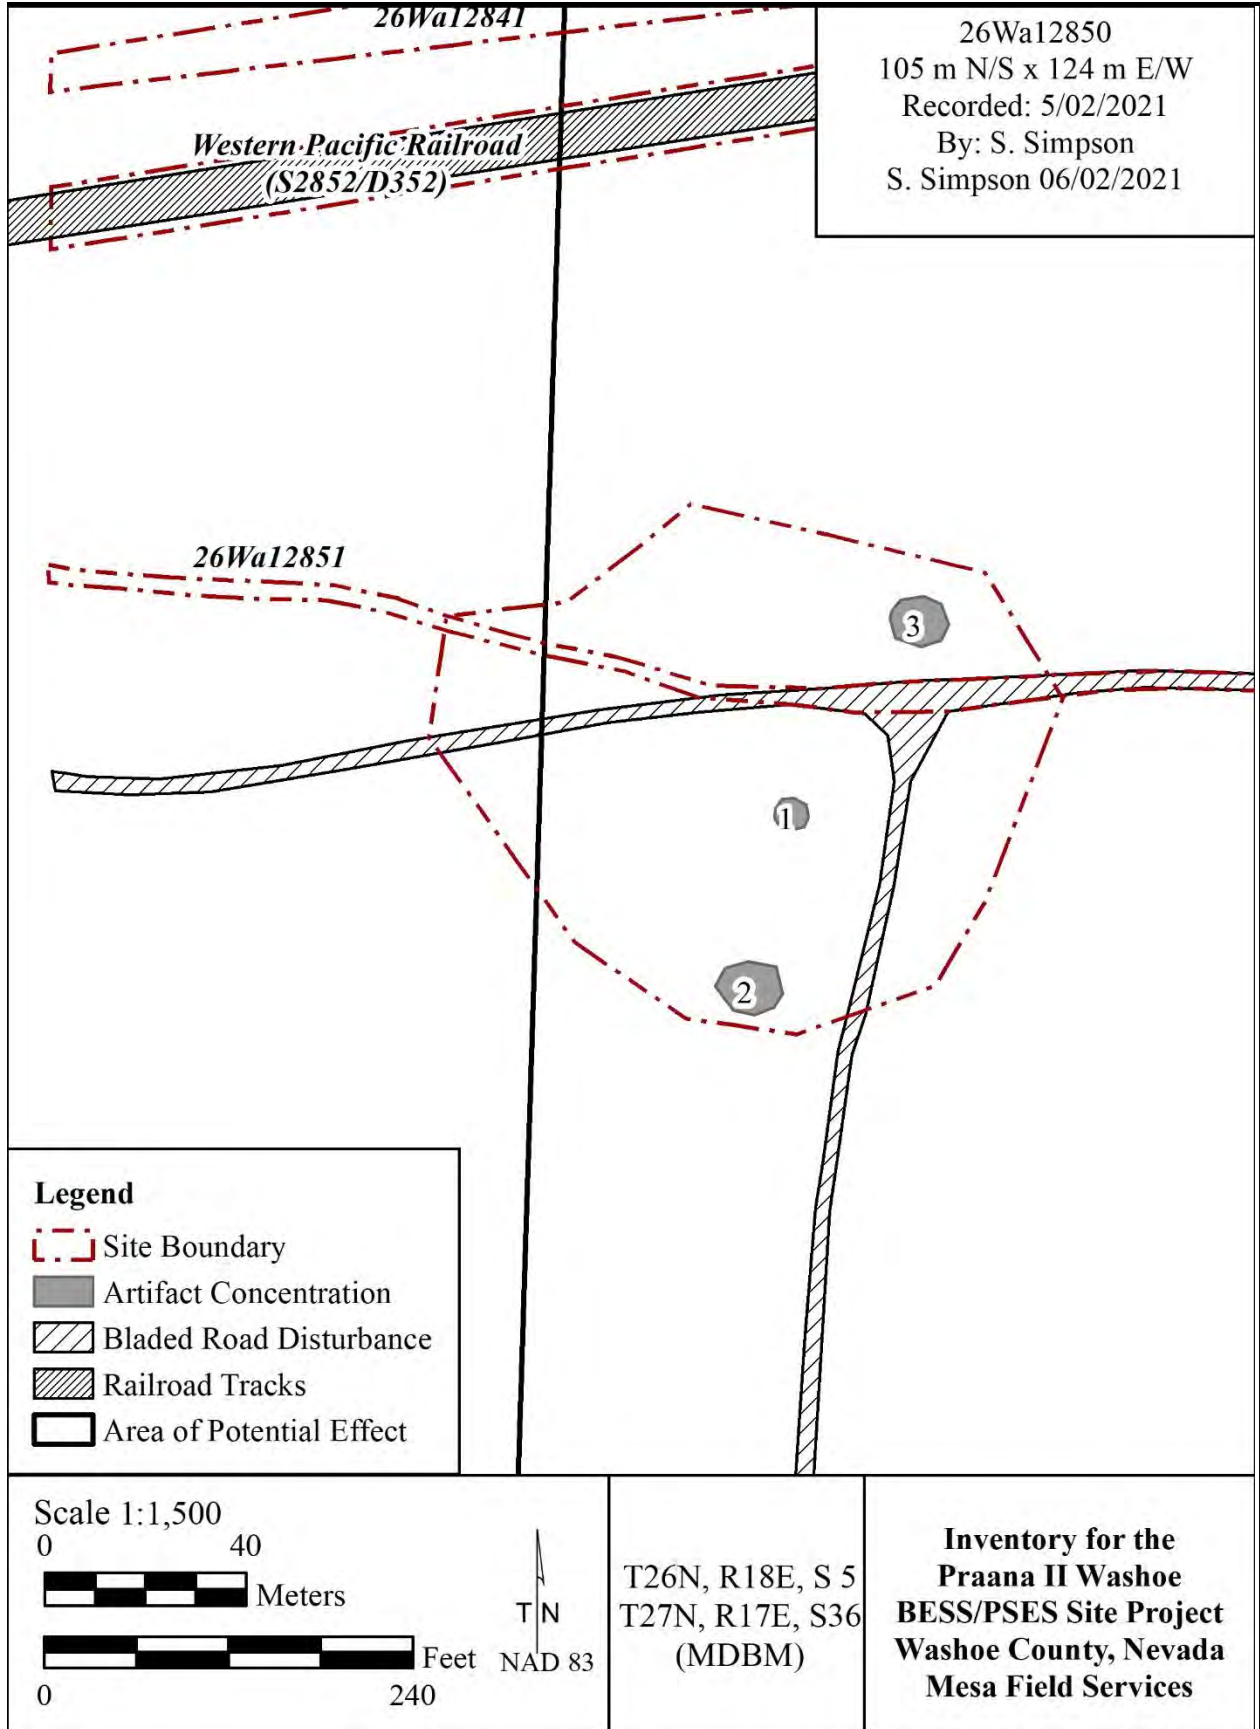 26Wa12841
26Wa12850
105 m N/S x 124 m E/W
Recorded: 5/02/2021
By: S. Simpson
S. Simpson 06/02/2021
Western Pacific Railroad
(S2852/D352)
26Wa12851
3
1
2
Legend
Site Boundary
Artifact Concentration
Bladed Road Disturbance
Railroad Tracks
Area of Potential Effect
Scale 1:1,500
0 40
Meters
Feet
0 240
T N
NAD 83
T26N, R18E, S 5
T27N, R17E, S36
(MDBM)
Inventory for the
Praana II Washoe
BESS/PSES Site Project
Washoe County, Nevada
Mesa Field Services